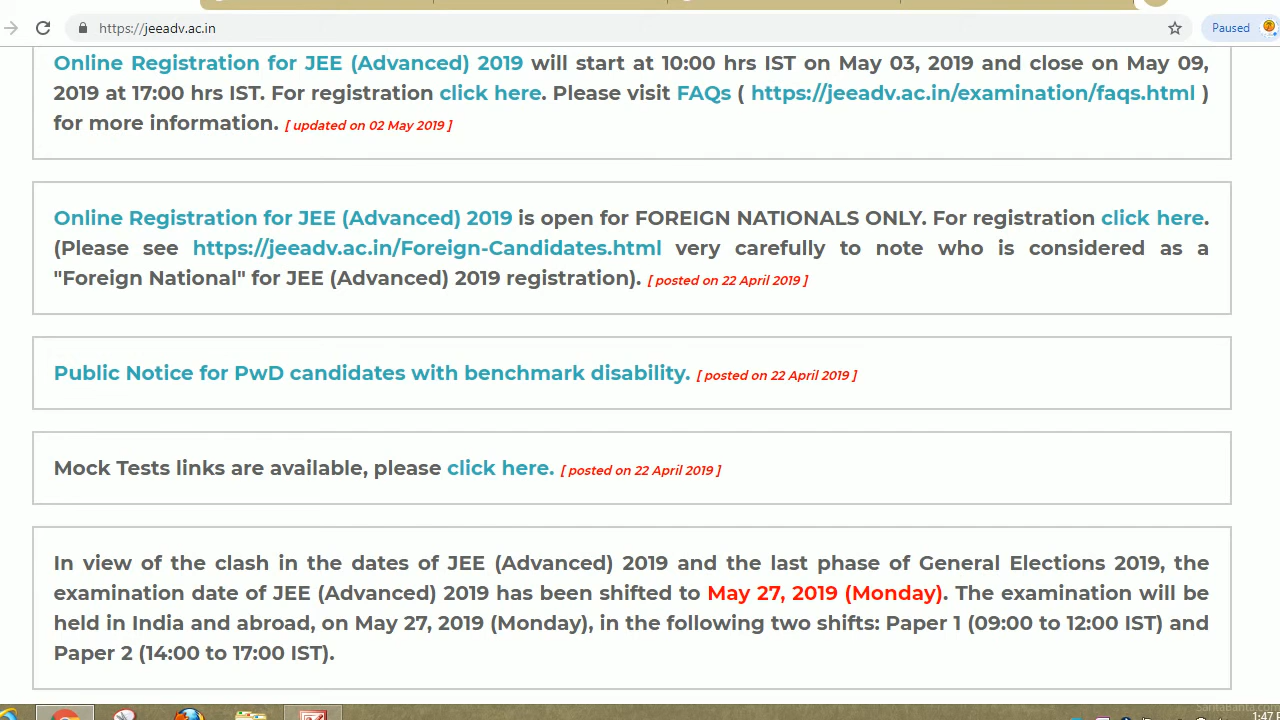 https://jeeadv.ac.in
Paused
Online Registration for JEE (Advanced) 2019 will start at 10:00 hrs IST on May 03, 2019 and close on May 09,
2019 at 17:00 hrs IST. For registration click here. Please visit FAQs ( https://jeeadv.ac.in/examination/faqs.html )
for more information. [ updated on 02 May 2019 ]
Online Registration for JEE (Advanced) 2019 is open for FOREIGN NATIONALS ONLY. For registration click here.
(Please see https://jeeadv.ac.in/Foreign-Candidates.html very carefully to note who is considered as a
"Foreign National" for JEE (Advanced) 2019 registration). [ posted on 22 April 2019 ]
Public Notice for PwD candidates with benchmark disability. [ posted on 22 April 2019 ]
Mock Tests links are available, please click here. [ posted on 22 April 2019 ]
In view of the clash in the dates of JEE (Advanced) 2019 and the last phase of General Elections 2019, the
examination date of JEE (Advanced) 2019 has been shifted to May 27, 2019 (Monday). The examination will be
held in India and abroad, on May 27, 2019 (Monday), in the following two shifts: Paper 1 (09:00 to 12:00 IST) and
Paper 2 (14:00 to 17:00 IST).